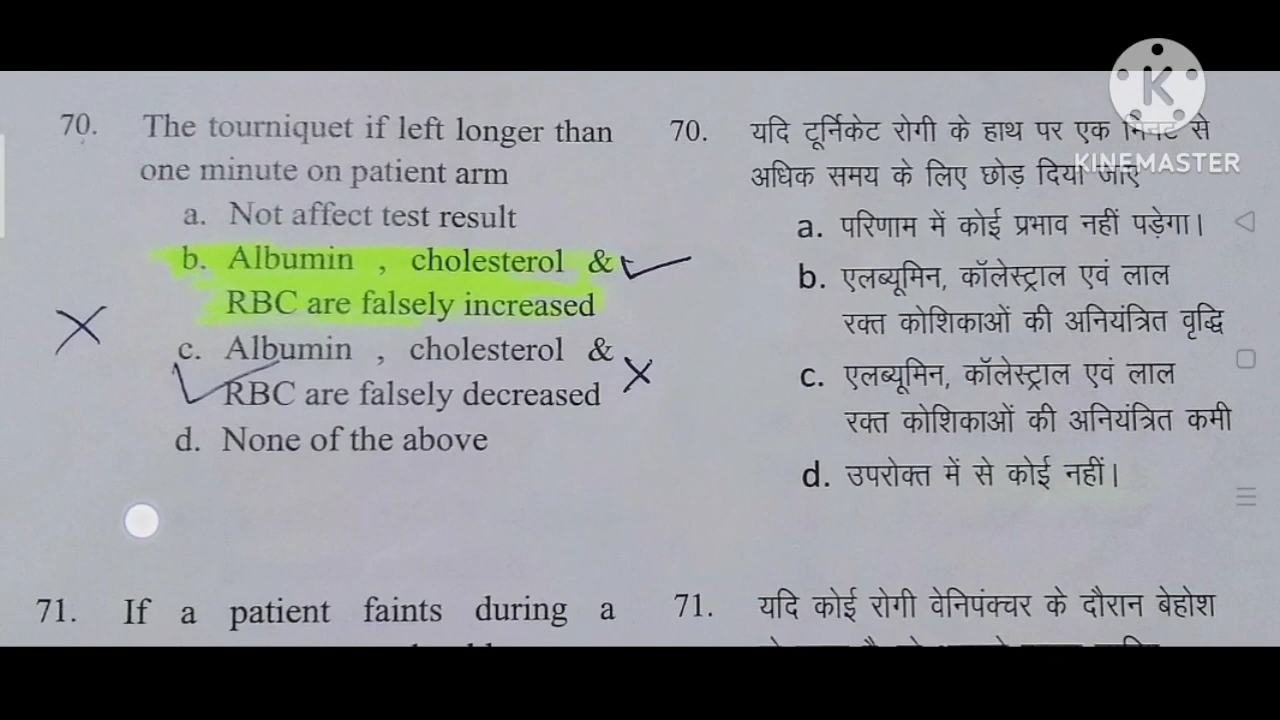 KINEMASTER
70. The tourniquet if left longer than
one minute on patient arm
a. Not affect test result
b. Albumin , cholesterol &
RBC are falsely increased
c. Albumin , cholesterol &
RBC are falsely decreased
d. None of the above
71. If a patient faints during a
70. यदि टूर्निकेट रोगी के हाथ पर एक मिनट से
अधिक समय के लिए छोड़ दिया जाए
a. परिणाम में कोई प्रभाव नहीं पड़ेगा।
b. एलब्यूमिन, कॉलेस्ट्राल एवं लाल
रक्त कोशिकाओं की अनियंत्रित वृद्धि
c. एलब्यूमिन, कॉलेस्ट्राल एवं लाल
रक्त कोशिकाओं की अनियंत्रित कमी
d. उपरोक्त में से कोई नहीं।
71. यदि कोई रोगी वेनिपंक्चर के दौरान बेहोश